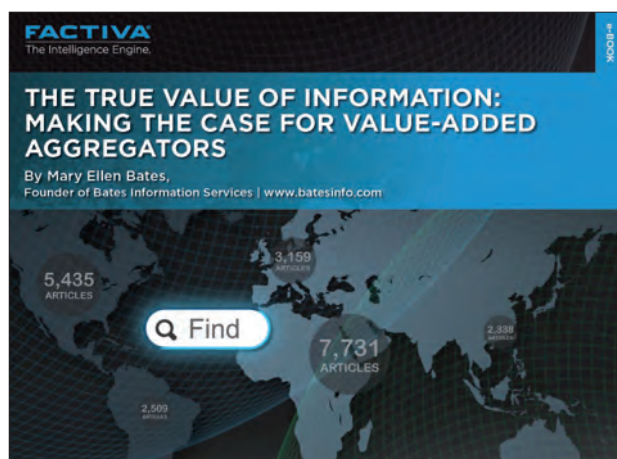 FACTIVA®
The Intelligence Engine.
e-BOOK
THE TRUE VALUE OF INFORMATION:
MAKING THE CASE FOR VALUE-ADDED
AGGREGATORS
By Mary Ellen Bates,
Founder of Bates Information Services | www.batesinfo.com
5,435
ARTICLES
3,159
ARTICLES
Find
7,731
ARTICLES
2,338
ARTICLES
2,509
ARTICLES